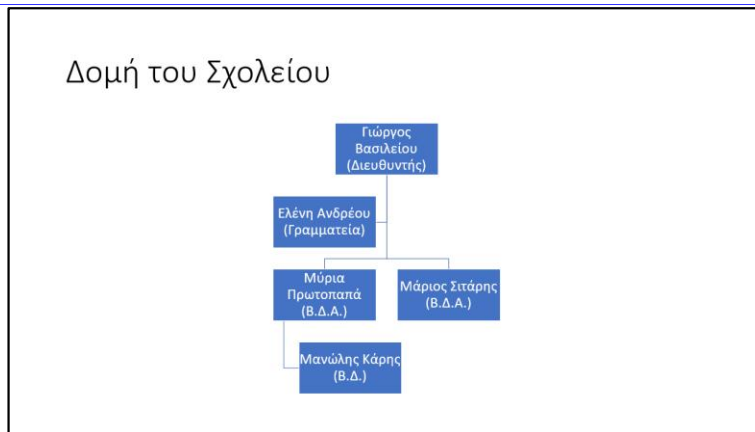 Δομή του Σχολείου
Γιώργος
Βασιλείου
(Διευθυντής)
Ελένη Ανδρέου
(Γραμματεία)
Μύρια
Πρωτοπαπά
(Β.Δ.Α.)
Μάριος Σιτάρης
(Β.Δ.Α.)
Μανώλης Κάρης
(Β.Δ.)